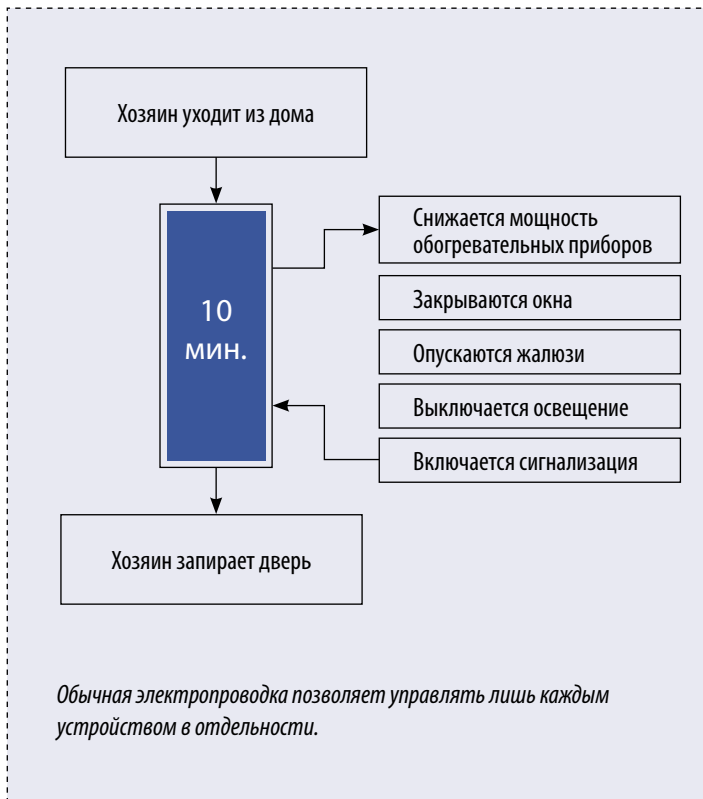 Хозяин уходит из дома
10
мин.
Снижается мощность
обогревательных приборов
Закрываются окна
Опускаются жалюзи
Выключается освещение
Включается сигнализация
Хозяин запирает дверь
Обычная электропроводка позволяет управлять лишь каждым
устройством в отдельности.